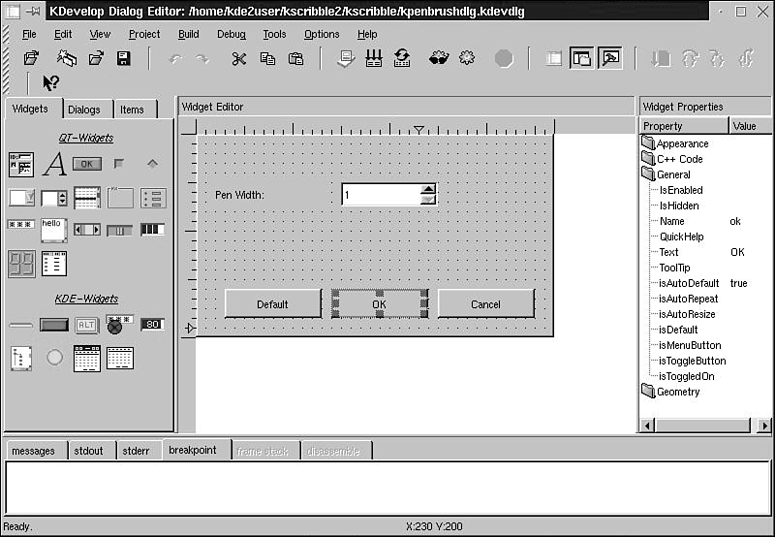 KDevelop Dialog Editor: /home/kde2user/kscribble2/kscribble/kpenbrushdlg.kdevdlg
File Edit View Project Build Debug Tools Options Help
Widgets Dialogs Items
Widget Editor
Widget Properties
Property Value
QT-Widgets
A OK
hello
KDE-Widgets
ALT 80
Pen Width: 1
Default OK Cancel
Appearance
C++ Code
General
IsEnabled
IsHidden
Name ok
QuickHelp
Text OK
ToolTip
isAutoDefault true
isAutoRepeat
isAutoResize
isDefault
isMenuButton
isToggleButton
isToggledOn
Geometry
messages stdout stderr breakpoint frame stack disassemble
Ready. X:230 Y:200